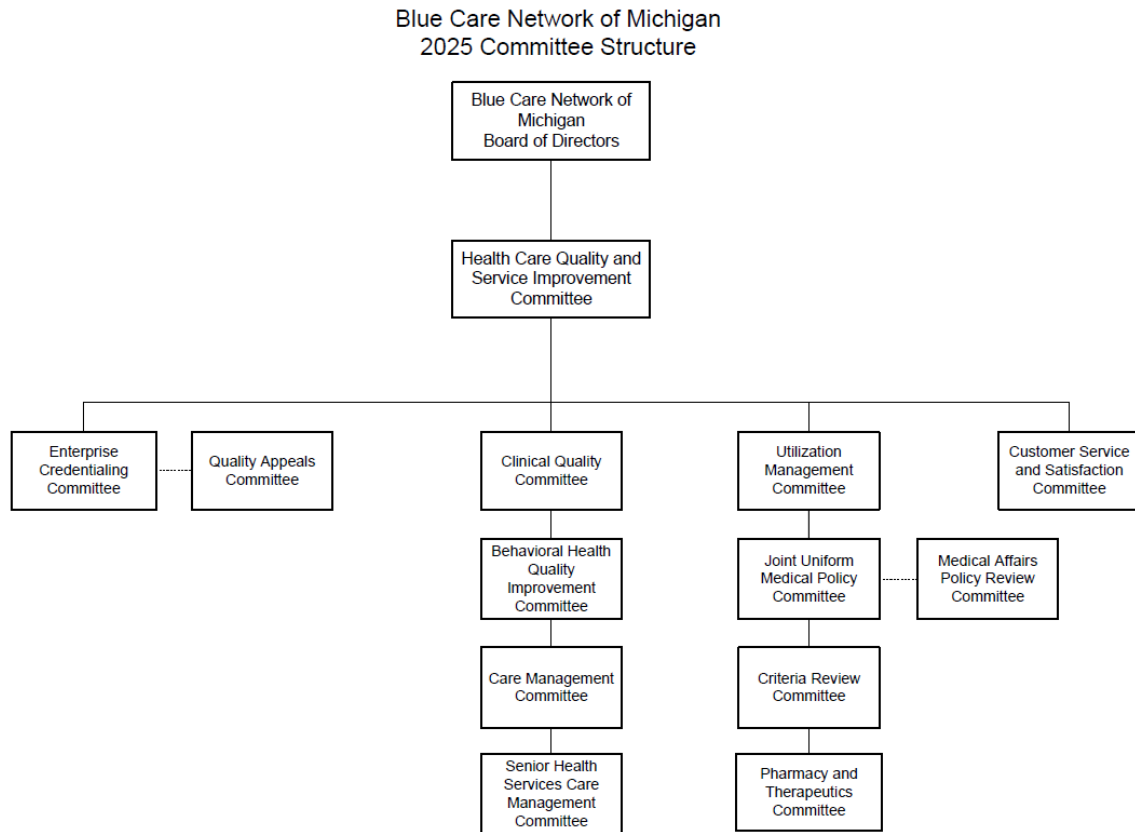 Blue Care Network of Michigan
2025 Committee Structure
Blue Care Network of
Michigan
Board of Directors
Health Care Quality and
Service Improvement
Committee
Enterprise
Credentialing
Committee
Quality Appeals
Committee
Clinical Quality
Committee
Utilization
Management
Committee
Customer Service
and Satisfaction
Committee
Behavioral Health
Quality
Improvement
Committee
Joint Uniform
Medical Policy
Committee
Medical Affairs
Policy Review
Committee
Care Management
Committee
Criteria Review
Committee
Senior Health
Services Care
Management
Committee
Pharmacy and
Therapeutics
Committee